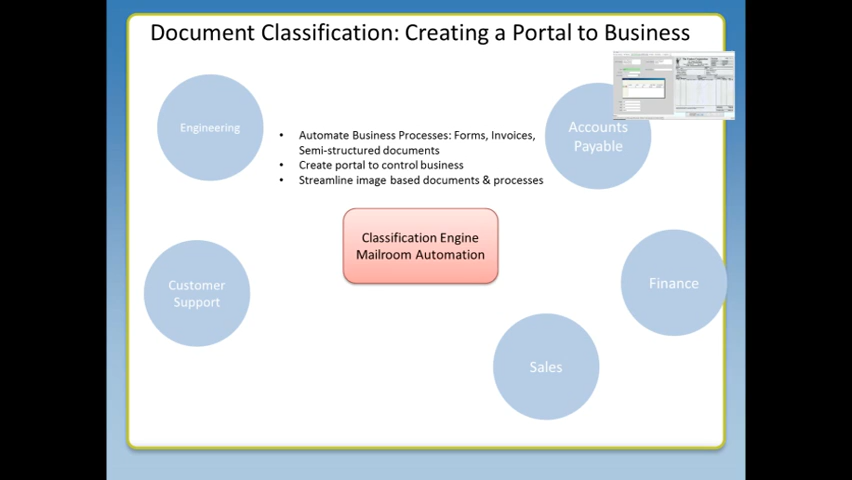 Document Classification: Creating a Portal to Business
Engineering
• Automate Business Processes: Forms, Invoices,
Semi-structured documents
• Create portal to control business
• Streamline image based documents & processes
Accounts
Payable
Classification Engine
Mailroom Automation
Customer
Support
Finance
Sales